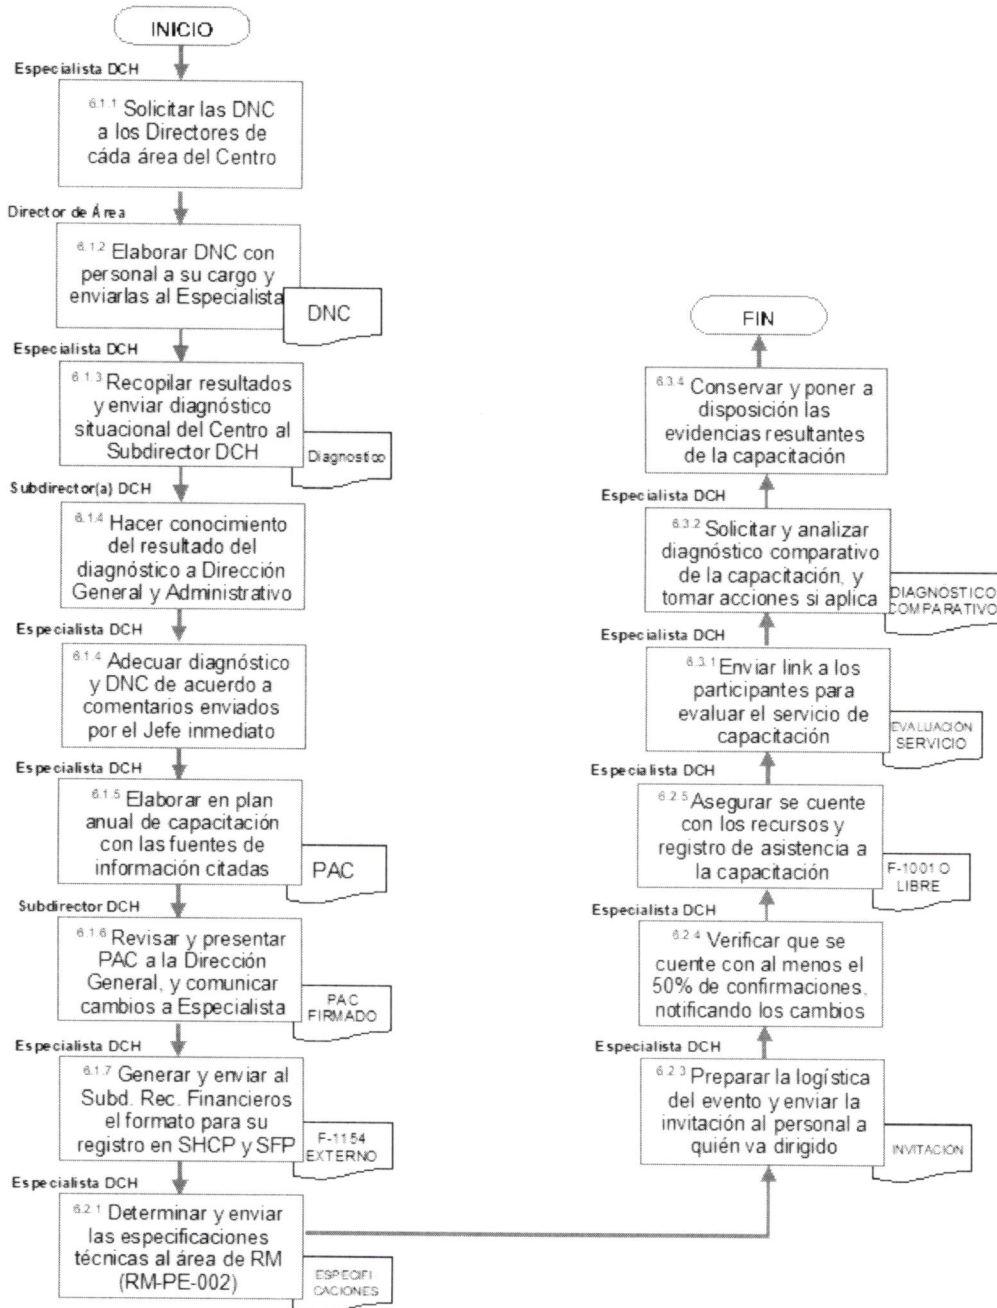 INICIO
Especialista DCH
6.1.1 Solicitar las DNC
a los Directores de
cáda área del Centro
Director de Área
6.1.2 Elaborar DNC con
personal a su cargo y
enviarlas al Especialista
DNC
Especialista DCH
6.1.3 Recopilar resultados
y enviar diagnóstico
situacional del Centro al
Subdirector DCH
Diagnostico
Subdirector(a) DCH
6.1.4 Hacer conocimiento
del resultado del
diagnóstico a Dirección
General y Administrativo
Especialista DCH
6.1.4 Adecuar diagnóstico
y DNC de acuerdo a
comentarios enviados
por el Jefe inmediato
Especialista DCH
6.1.5 Elaborar en plan
anual de capacitación
con las fuentes de
información citadas
PAC
Subdirector DCH
6.1.6 Revisar y presentar
PAC a la Dirección
General, y comunicar
cambios a Especialista
PAC
FIRMADO
Especialista DCH
6.1.7 Generar y enviar al
Subd. Rec. Financieros
el formato para su
registro en SHCP y SFP
F-1154
EXTERNO
Especialista DCH
6.2.1 Determinar y enviar
las especificaciones
técnicas al área de RM
(RM-PE-002)
ESPECIFI
CACIONES
FIN
6.3.4 Conservar y poner a
disposición las
evidencias resultantes
de la capacitación
Especialista DCH
6.3.2 Solicitar y analizar
diagnóstico comparativo
de la capacitación, y
tomar acciones si aplica
DIAGNÓSTICO
COMPARATIVO
Especialista DCH
6.3.1 Enviar link a los
participantes para
evaluar el servicio de
capacitación
EVALUACIÓN
SERVICIO
Especialista DCH
6.2.5 Asegurar se cuente
con los recursos y
registro de asistencia a
la capacitación
F-1001 O
LIBRE
Especialista DCH
6.2.4 Verificar que se
cuente con al menos el
50% de confirmaciones,
notificando los cambios
Especialista DCH
6.2.3 Preparar la logística
del evento y enviar la
invitación al personal a
quién va dirigido
INVITACION